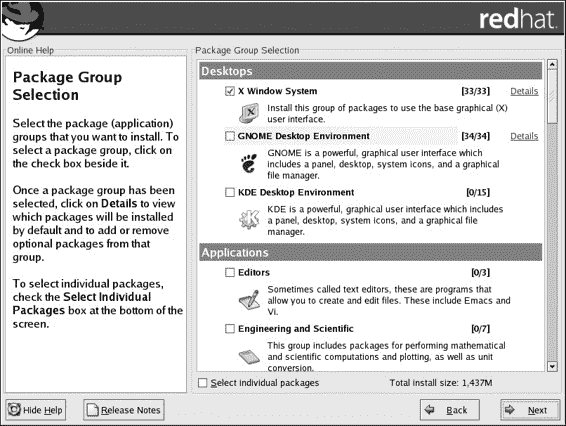 redhat.
Online Help
Package Group
Selection
Select the package (application)
groups that you want to install. To
select a package group, click on
the check box beside it.
Once a package group has been
selected, click on Details to view
which packages will be installed
by default and to add or remove
optional packages from that
group.
To select individual packages,
check the Select Individual
Packages box at the bottom of the
screen.
Package Group Selection
Desktops
X Window System [33/33] Details
Install this group of packages to use the base graphical (X)
user interface.
GNOME Desktop Environment [34/34] Details
GNOME is a powerful, graphical user interface which
includes a panel, desktop, system icons, and a graphical
file manager.
KDE Desktop Environment [0/15]
KDE is a powerful, graphical user interface which includes
a panel, desktop, system icons, and a graphical file
manager.
Applications
Editors [0/3]
Sometimes called text editors, these are programs that
allow you to create and edit files. These include Emacs and
Vi.
Engineering and Scientific [0/7]
This group includes packages for performing mathematical
and scientific computations and plotting, as well as unit
conversion.
Select individual packages Total install size: 1,437M
Hide Help Release Notes Back Next